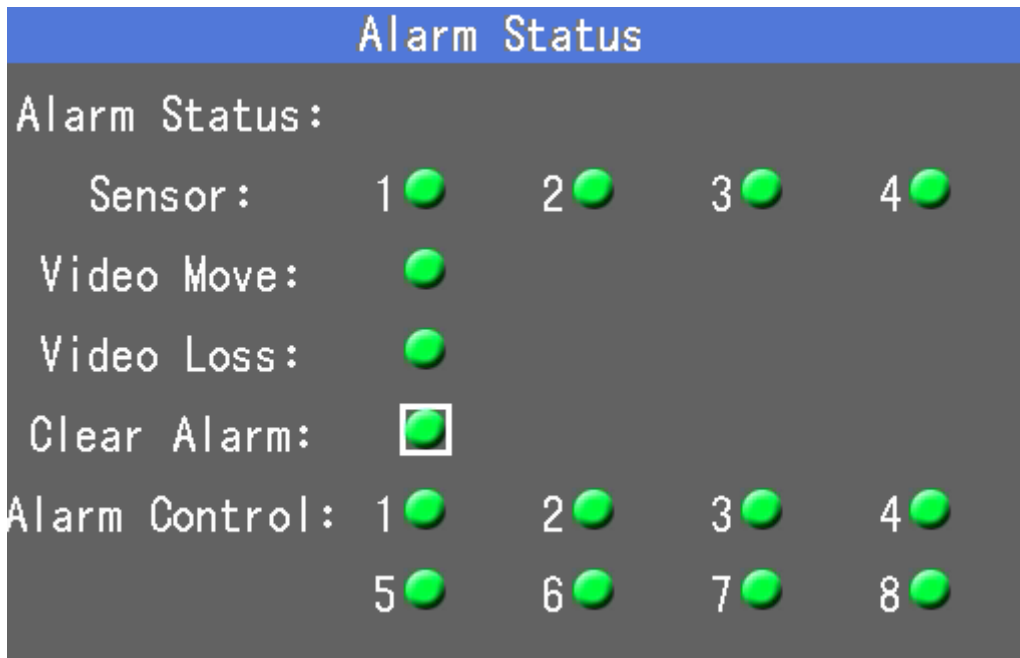 Alarm Status
Alarm Status:
Sensor: 1 2 3 4
Video Move:
Video Loss:
Clear Alarm:
Alarm Control: 1 2 3 4
5 6 7 8